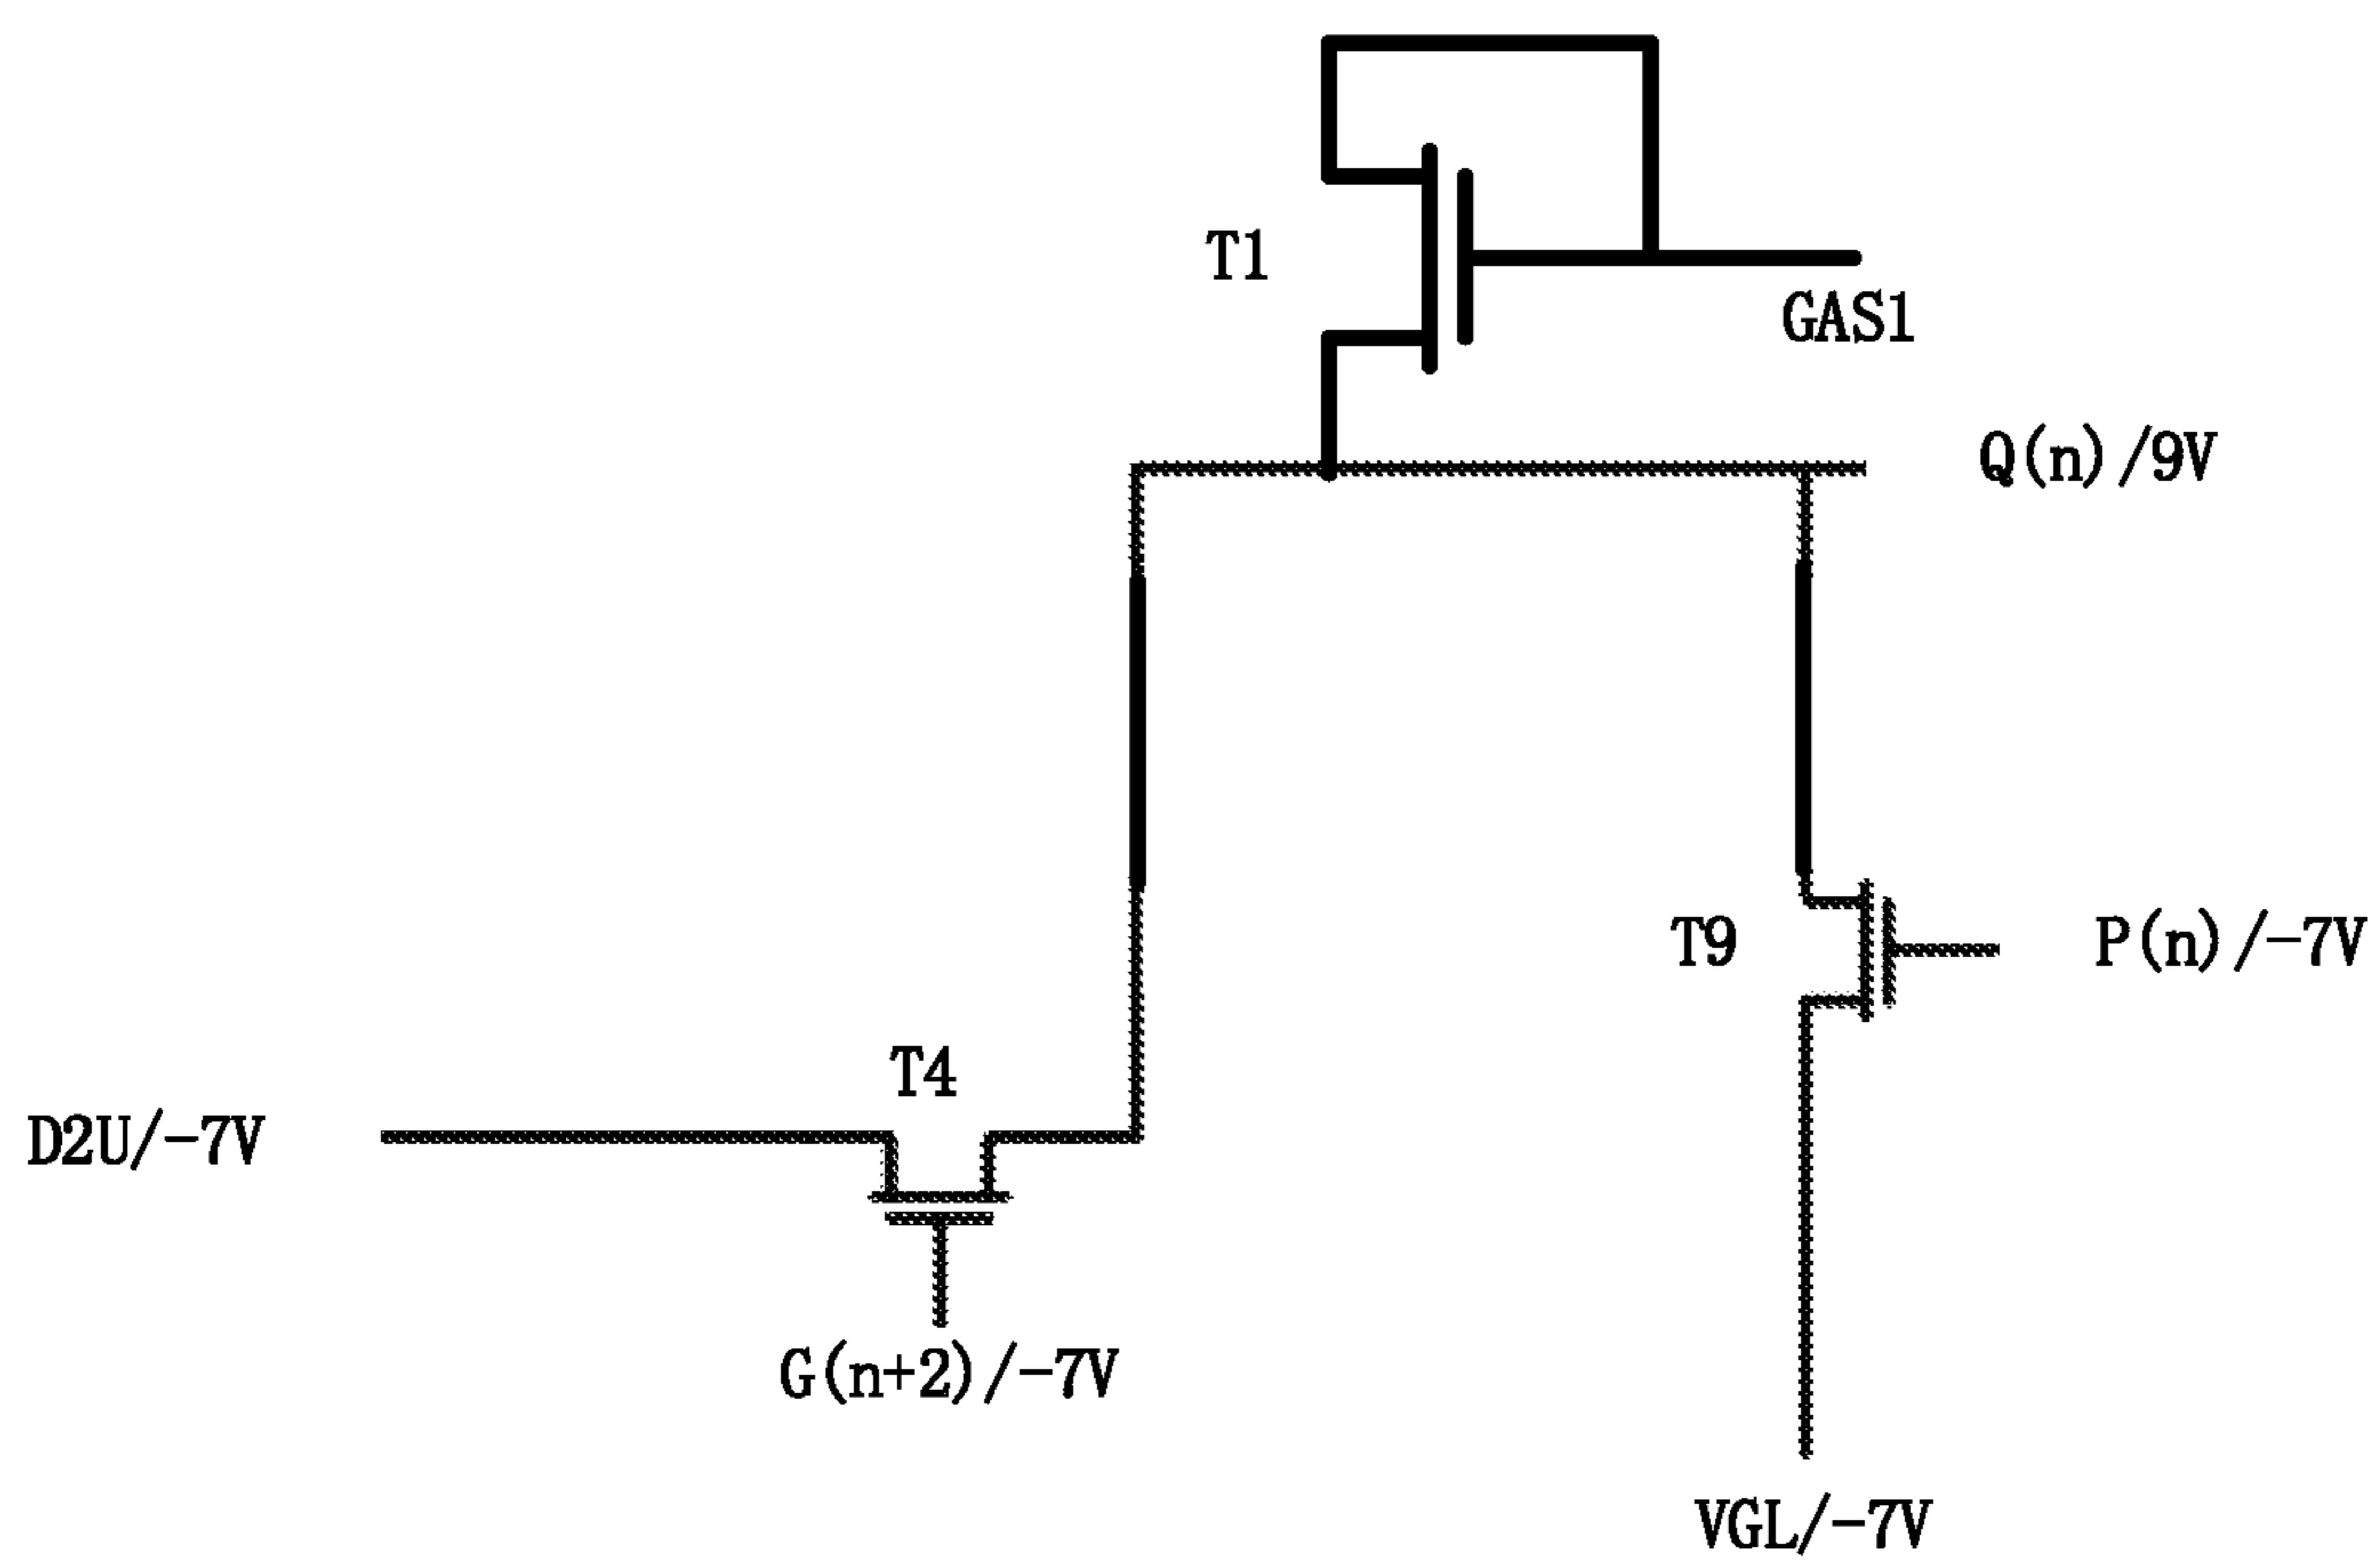 T1
GAS1
Q(n)/9V
T9
P(n)/-7V
T4
D2U/-7V
G(n+2)/-7V
VGL/-7V